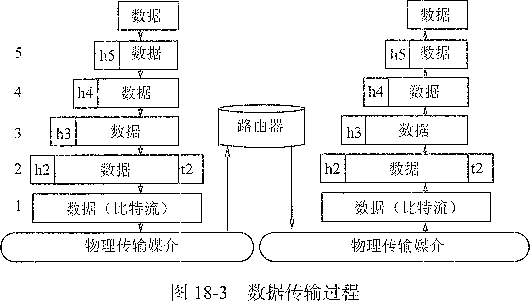 数据 数据
5 h5 数据 h5 数据
4 h4 数据 h4 数据
3 h3 数据 路由器 h3 数据
2 h2 数据 t2 h2 数据 t2
1 数据（比特流） 数据（比特流）
物理传输媒介 物理传输媒介
图 18-3 数据传输过程